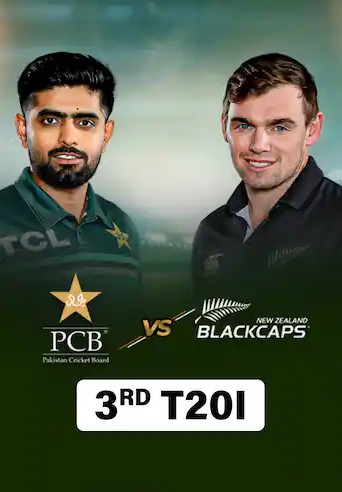 TCL
PCB
Pakistan Cricket Board
VS
NEW ZEALAND
BLACKCAPS
3RD T20I